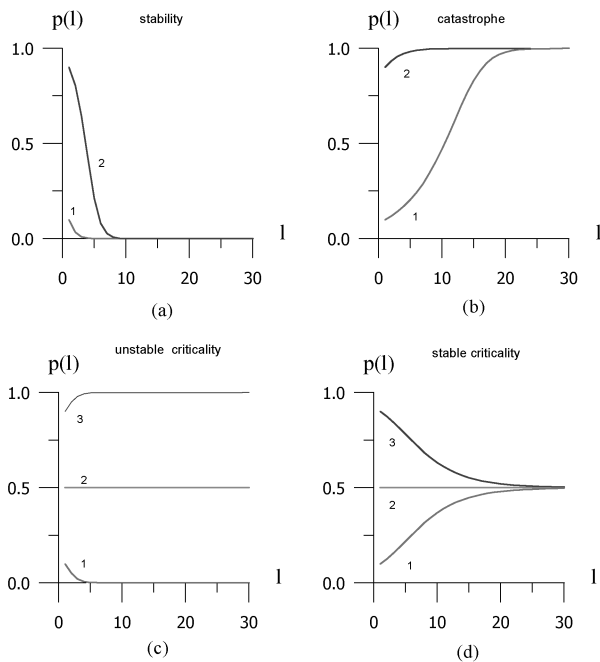 p(l) stability
1.0
0.5
0.0
2
1
l
0 10 20 30
(a)
p(l) catastrophe
1.0
0.5
0.0
2
1
l
0 10 20 30
(b)
p(l) unstable criticality
1.0
0.5
0.0
3
2
1
l
0 10 20 30
(c)
p(l) stable criticality
1.0
0.5
0.0
3
2
1
l
0 10 20 30
(d)